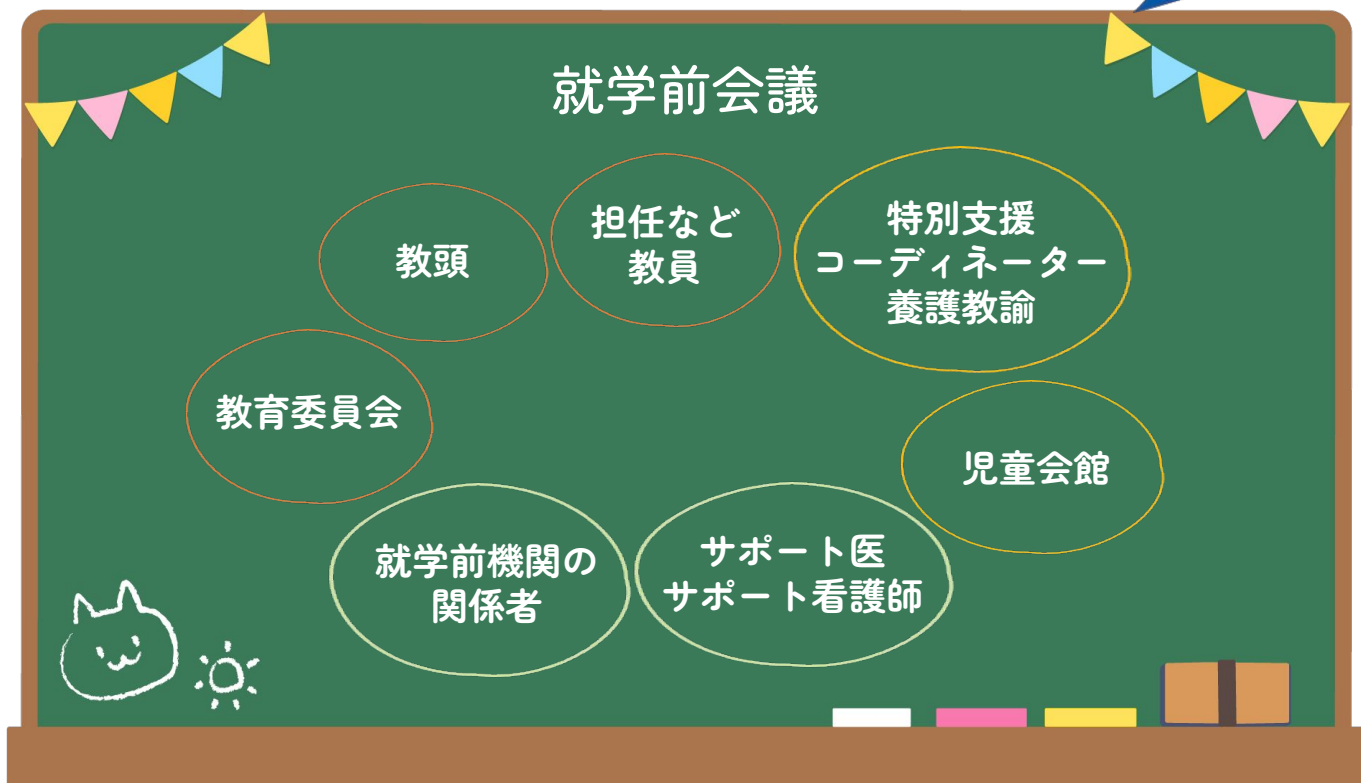 就学前会議
教頭
担任など
教員
特別支援
コーディネーター
養護教諭
教育委員会
児童会館
就学前機関の
関係者
サポート医
サポート看護師